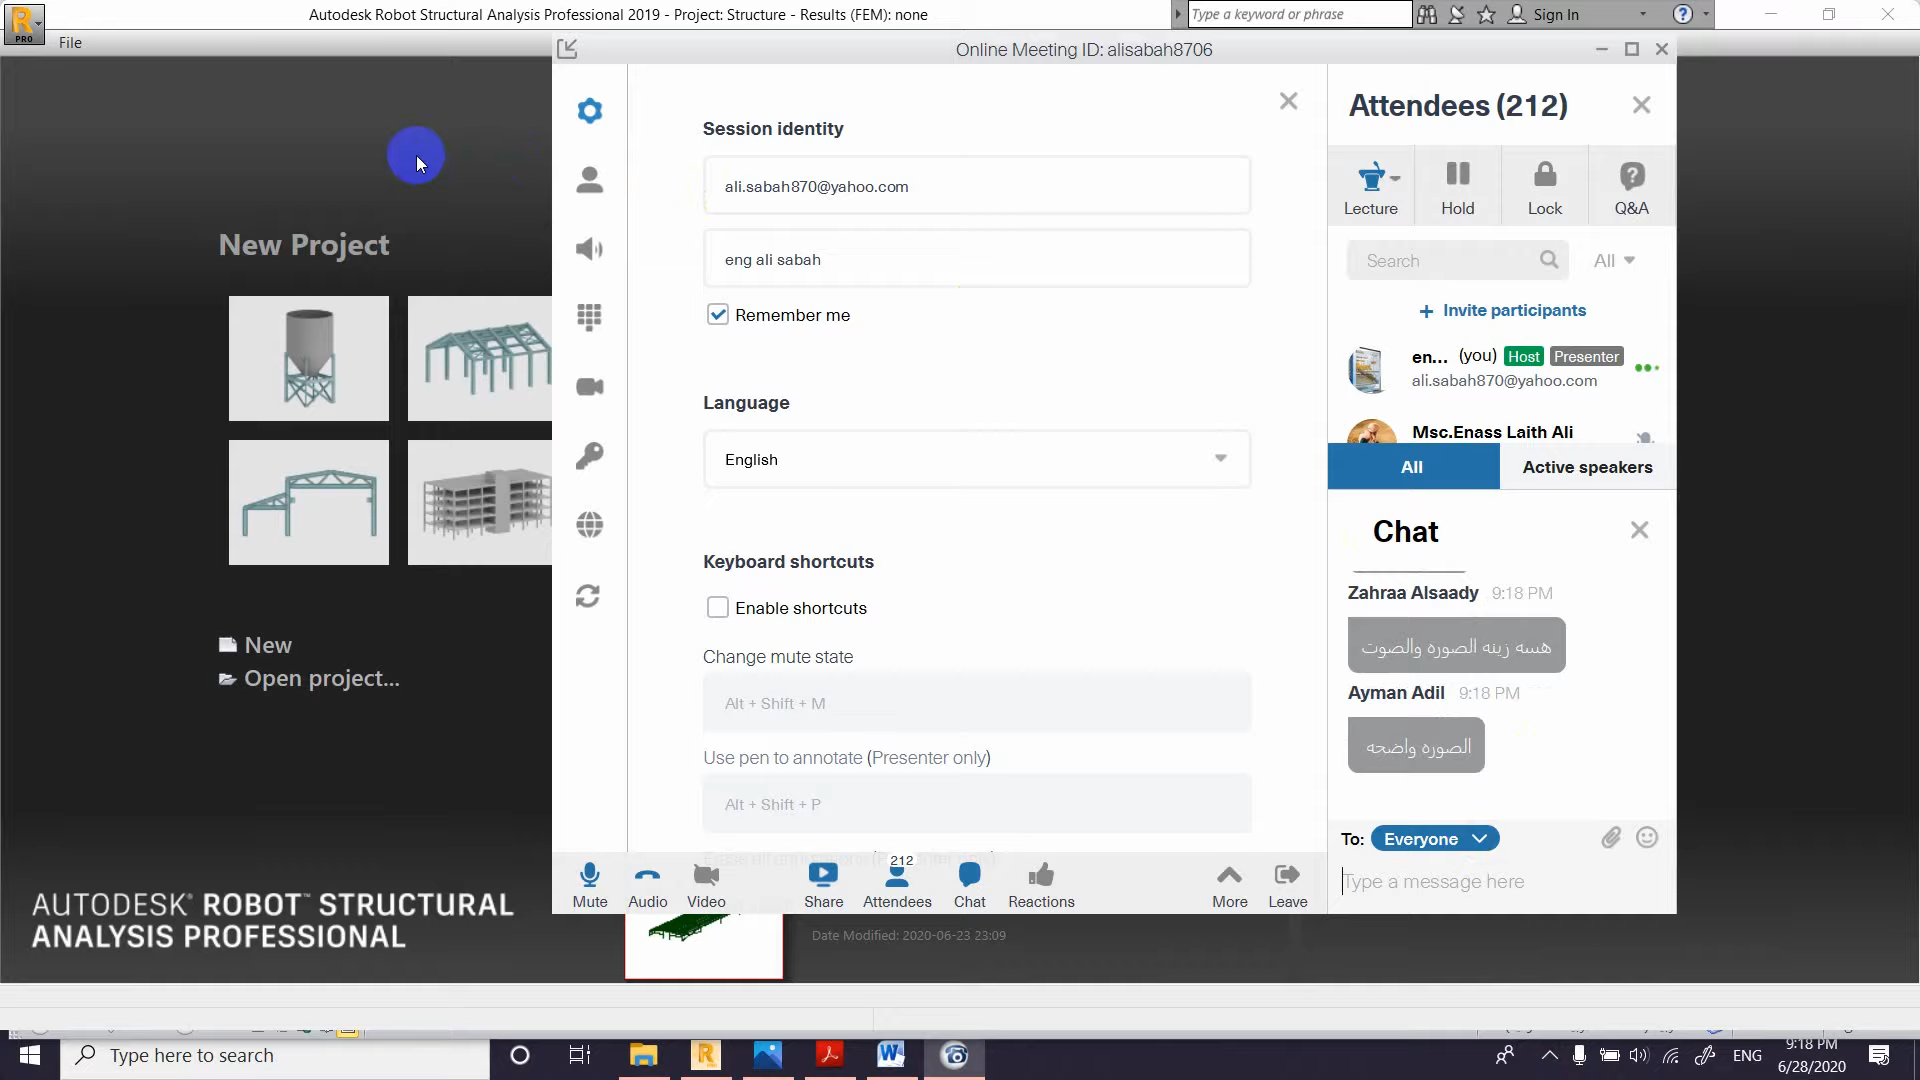 Autodesk Robot Structural Analysis Professional 2019 - Project: Structure - Results (FEM): none
Type a keyword or phrase
Sign In
PRO
File
Online Meeting ID: alisabah8706
New Project
New
Open project...
AUTODESK® ROBOT™ STRUCTURAL
ANALYSIS PROFESSIONAL
Session identity
ali.sabah870@yahoo.com
eng ali sabah
Remember me
Language
English
Keyboard shortcuts
Enable shortcuts
Change mute state
Alt + Shift + M
Use pen to annotate (Presenter only)
Alt + Shift + P
Attendees (212)
Lecture
Hold
Lock
Q&A
Search
All
+ Invite participants
en... (you) Host Presenter
ali.sabah870@yahoo.com
Msc.Enass Laith Ali
All
Active speakers
Chat
Zahraa Alsaady 9:18 PM
هسه زينه الصوره والصوت
Ayman Adil 9:18 PM
الصوره واضحه
To: Everyone
Type a message here
212
Mute
Audio
Video
Share
Attendees
Chat
Reactions
More
Leave
Date Modified: 2020-06-23 23:09
Type here to search
ENG
9:18 PM
6/28/2020